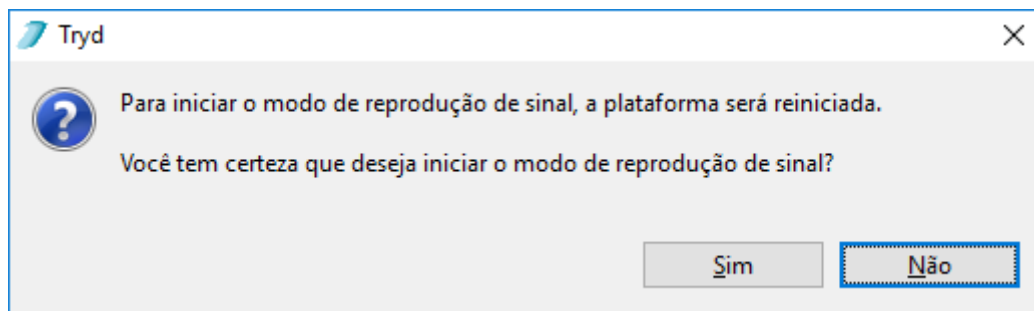 Tryd
Para iniciar o modo de reprodução de sinal, a plataforma será reiniciada.
Você tem certeza que deseja iniciar o modo de reprodução de sinal?
Sim
Não